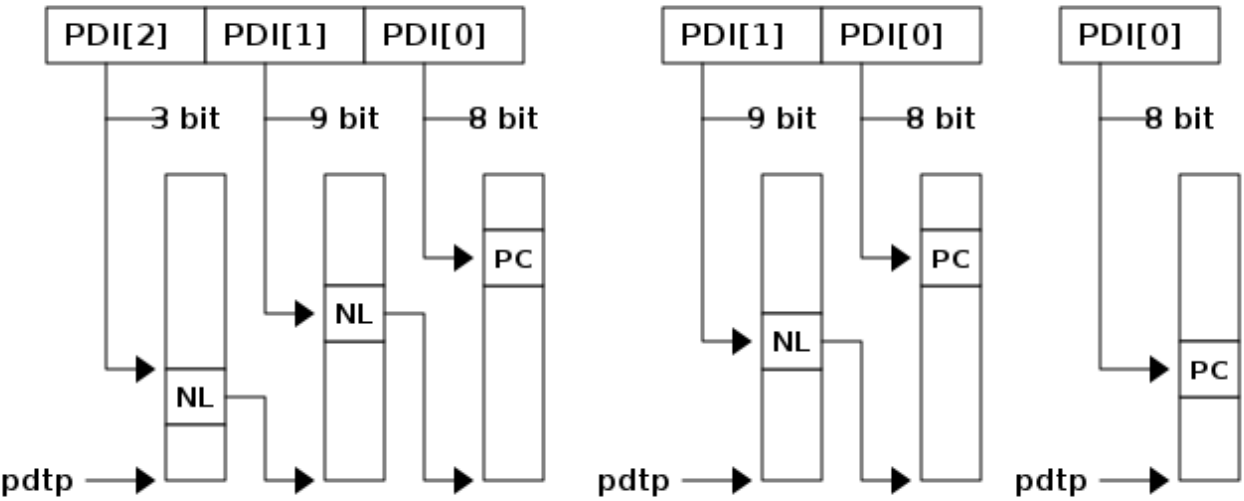 PDI[2] PDI[1] PDI[0] PDI[1] PDI[0] PDI[0]
3 bit 9 bit 8 bit 9 bit 8 bit 8 bit
PC PC
NL NL
NL PC
pdtp pdtp pdtp